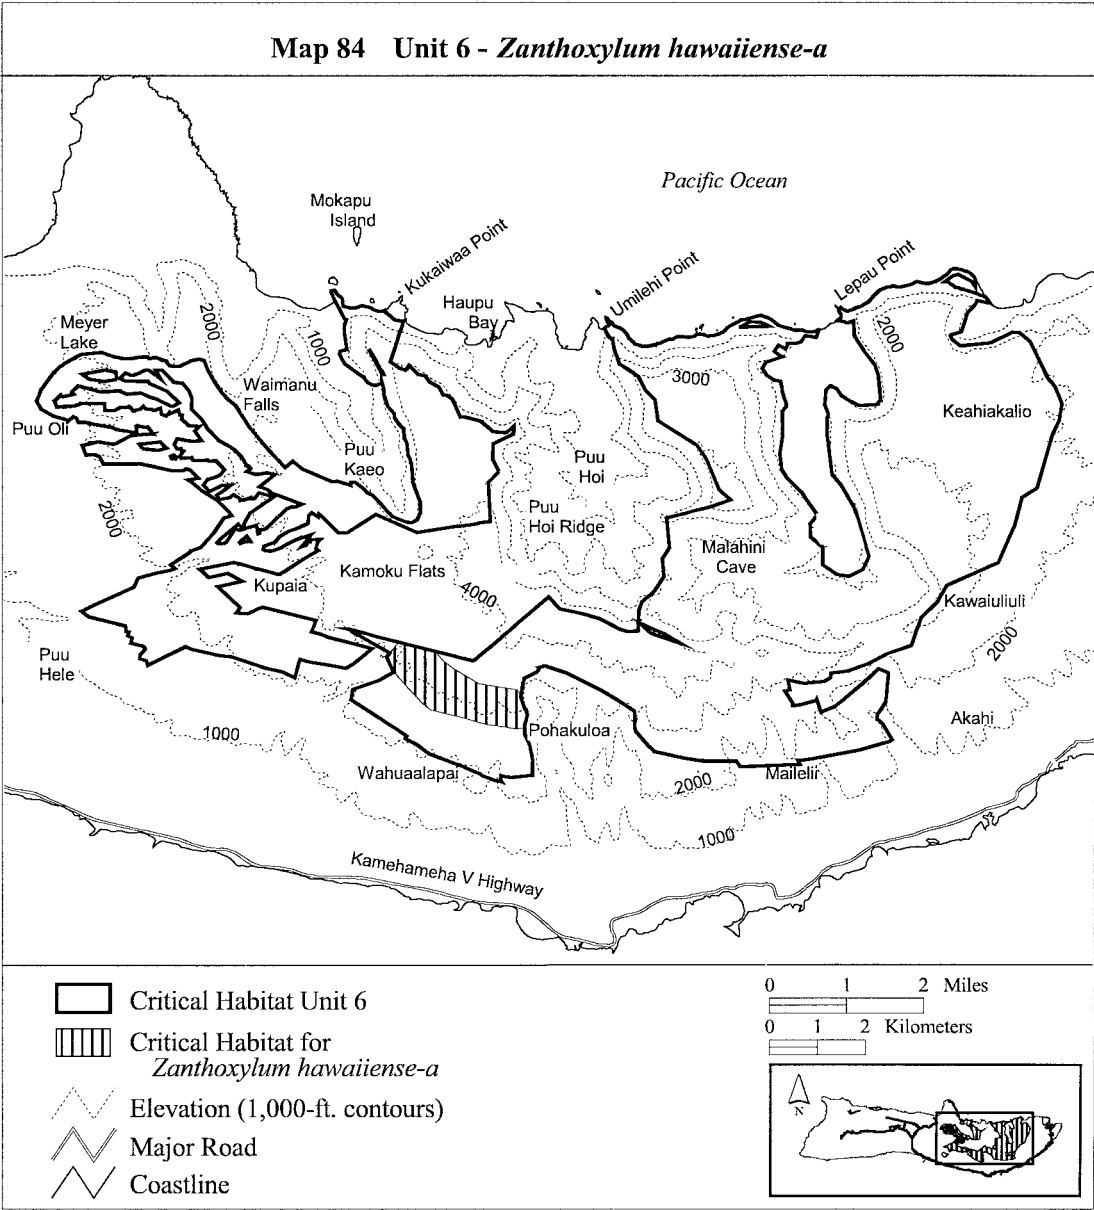 Map 84 Unit 6 - Zanthoxylum hawaiiense-a
Pacific Ocean
Mokapu
Island
Kukaiwaa Point
Haupu
Bay
Umilehi Point
Lepau Point
Meyer
Lake
2000
1000
2000
3000
Waimanu
Falls
Keahiakalio
Puu Oli
Puu
Kaeo
Puu
Hoi
2000
Puu
Hoi Ridge
Malahini
Cave
Kupaia
Kamoku Flats
4000
Kawaiuliuli
2000
Puu
Hele
Akahi
1000
Pohakuloa
Wahuaalapai
2000
Mailelii
1000
Kamehameha V Highway
Critical Habitat Unit 6
Critical Habitat for
Zanthoxylum hawaiiense-a
Elevation (1,000-ft. contours)
Major Road
Coastline
0 1 2 Miles
0 1 2 Kilometers
N